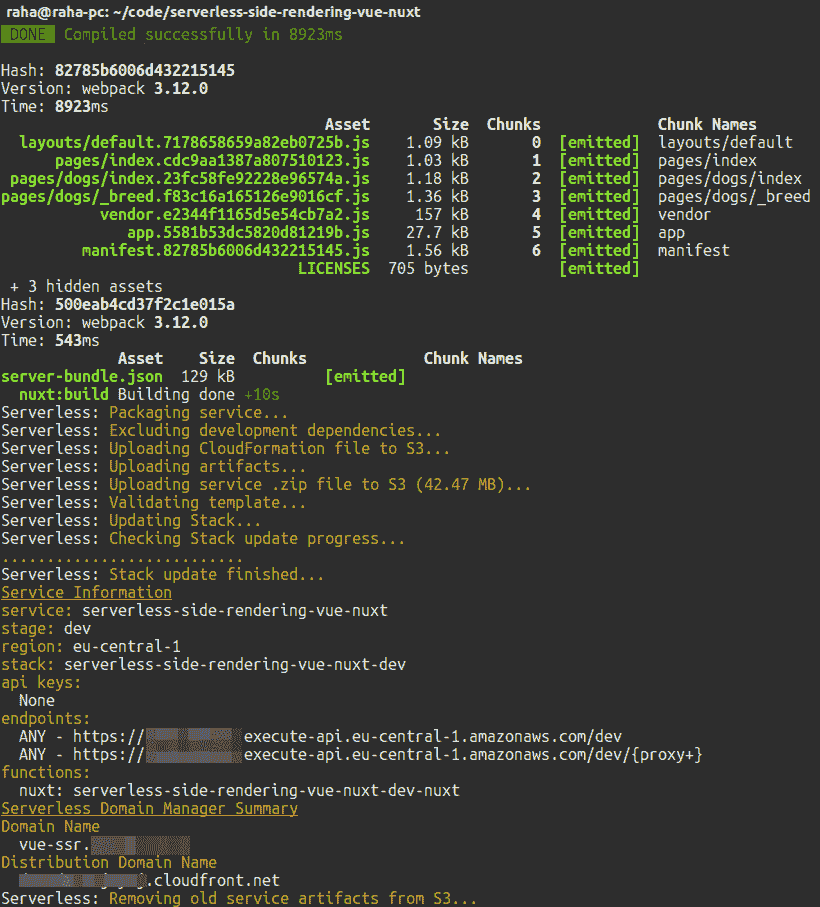 raha@raha-pc: ~/code/serverless-side-rendering-vue-nuxt
DONE Compiled successfully in 8923ms
Hash: 82785b6006d432215145
Version: webpack 3.12.0
Time: 8923ms
Asset Size Chunks Chunk Names
layouts/default.7178658659a82eb0725b.js 1.09 kB 0 [emitted] layouts/default
pages/index.cdc9aa1387a807510123.js 1.03 kB 1 [emitted] pages/index
pages/dogs/index.23fc58fe92228e96574a.js 1.18 kB 2 [emitted] pages/dogs/index
pages/dogs/_breed.f83c16a165126e9016cf.js 1.36 kB 3 [emitted] pages/dogs/_breed
vendor.e2344f1165d5e54cb7a2.js 157 kB 4 [emitted] vendor
app.5581b53dc5820d81219b.js 27.7 kB 5 [emitted] app
manifest.82785b6006d432215145.js 1.56 kB 6 [emitted] manifest
LICENSES 705 bytes [emitted]
+ 3 hidden assets
Hash: 500eab4cd37f2c1e015a
Version: webpack 3.12.0
Time: 543ms
Asset Size Chunks Chunk Names
server-bundle.json 129 kB [emitted]
nuxt:build Building done +10s
Serverless: Packaging service...
Serverless: Excluding development dependencies...
Serverless: Uploading CloudFormation file to S3...
Serverless: Uploading artifacts...
Serverless: Uploading service .zip file to S3 (42.47 MB)...
Serverless: Validating template...
Serverless: Updating Stack...
Serverless: Checking Stack update progress...
...........................
Serverless: Stack update finished...
Service Information
service: serverless-side-rendering-vue-nuxt
stage: dev
region: eu-central-1
stack: serverless-side-rendering-vue-nuxt-dev
api keys:
None
endpoints:
ANY - https:// execute-api.eu-central-1.amazonaws.com/dev
ANY - https:// execute-api.eu-central-1.amazonaws.com/dev/{proxy+}
functions:
nuxt: serverless-side-rendering-vue-nuxt-dev-nuxt
Serverless Domain Manager Summary
Domain Name
vue-ssr.
Distribution Domain Name
.cloudfront.net
Serverless: Removing old service artifacts from S3...